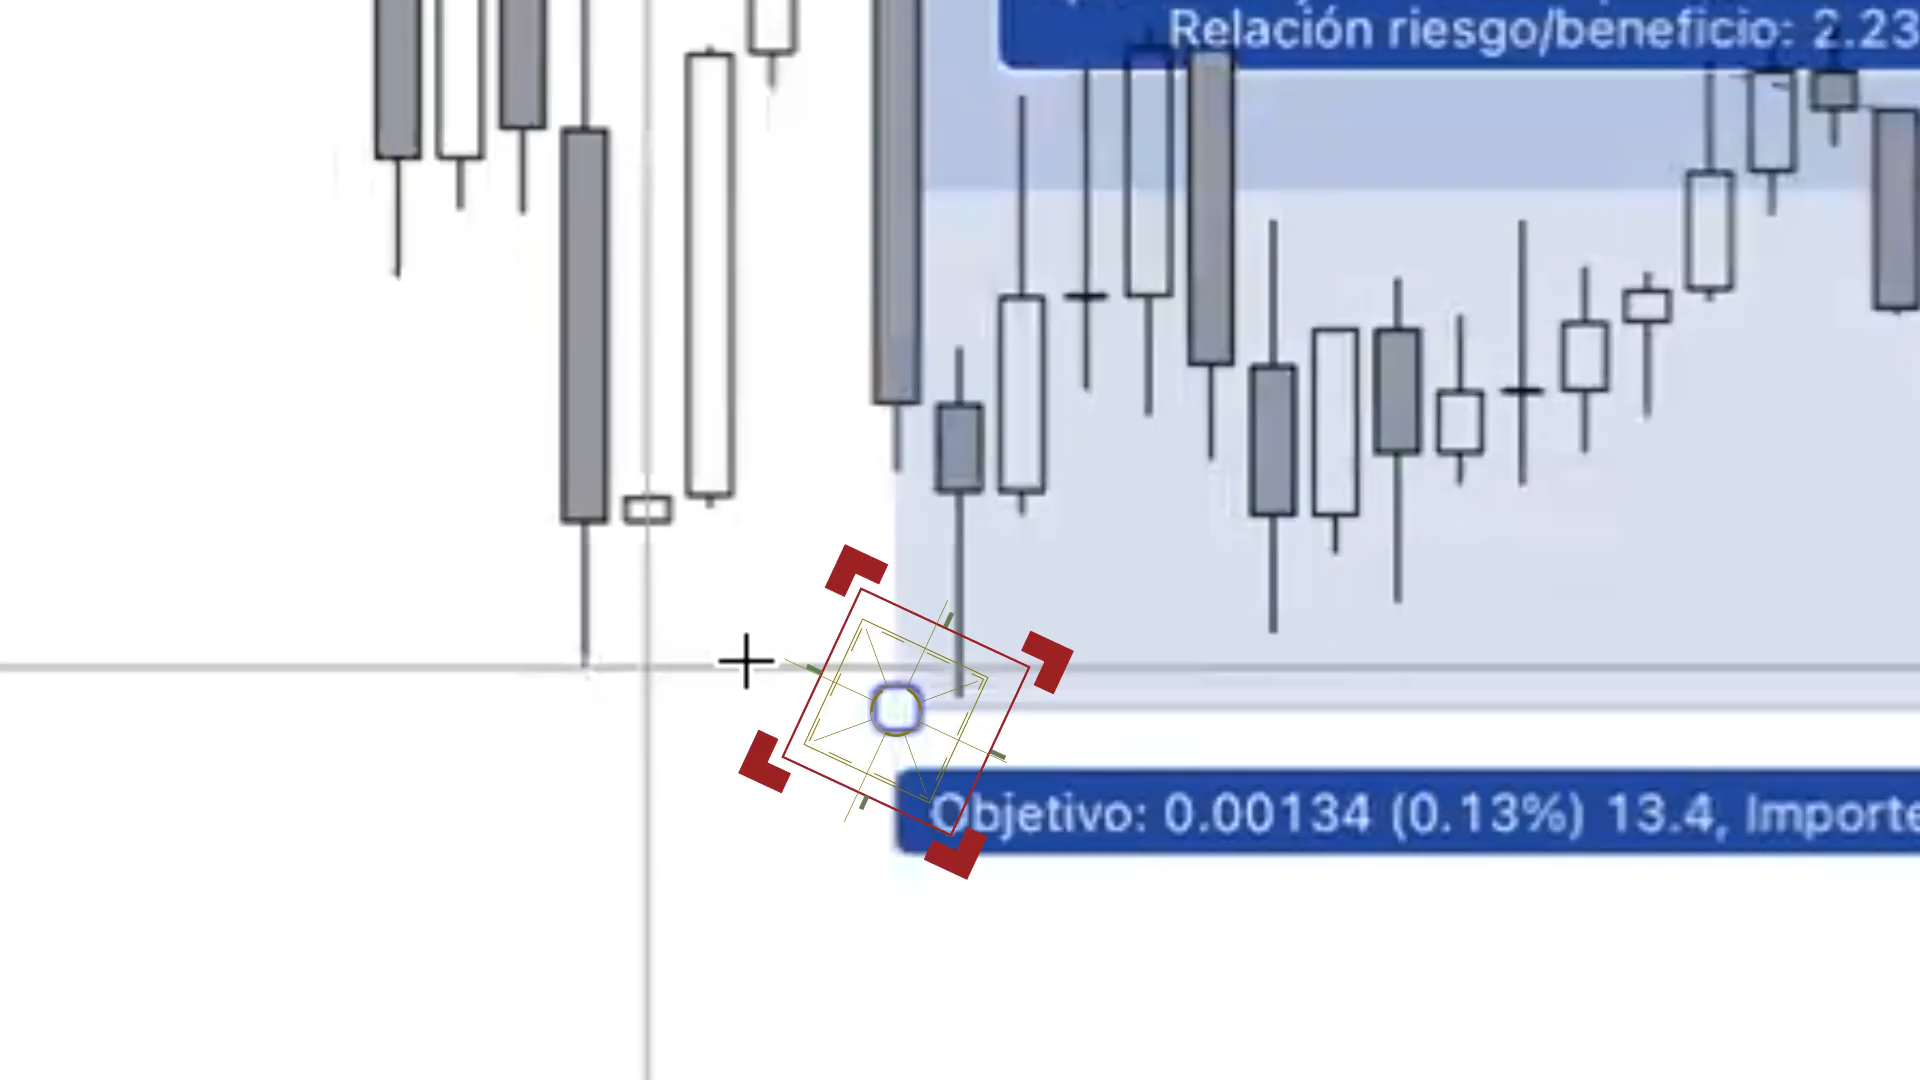 Relación riesgo/beneficio: 2.23
Objetivo: 0.00134 (0.13%) 13.4, Importe